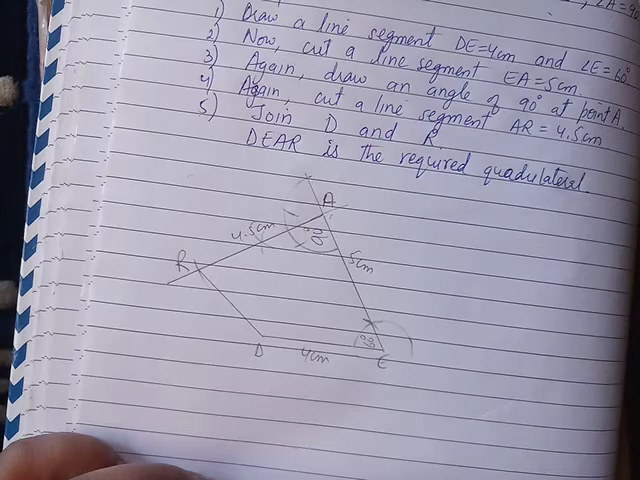 ∠A=90
1) Draw a line segment DE=4cm and ∠E=60°
2) Now, cut a line segment EA=5cm
3) Again, draw an angle of 90° at point A.
4) Again, cut a line segment AR=4.5cm
5) Join D and R
DEAR is the required quadulateral.
A
4.5cm
90
R
5cm
D
4cm
E